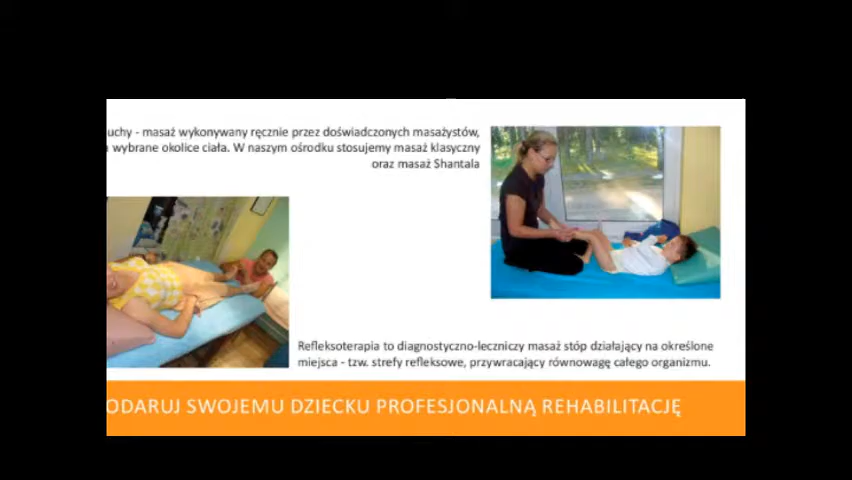 uchy - masaż wykonywany ręcznie przez doświadczonych masażystów,
wybrane okolice ciała. W naszym ośrodku stosujemy masaż klasyczny
oraz masaż Shantala
Refleksoterapia to diagnostyczno-leczniczy masaż stóp działający na określone
miejsca - tzw. strefy refleksowe, przywracający równowagę całego organizmu.
ODARUJ SWOJEMU DZIECKU PROFESJONALNĄ REHABILITACJĘ